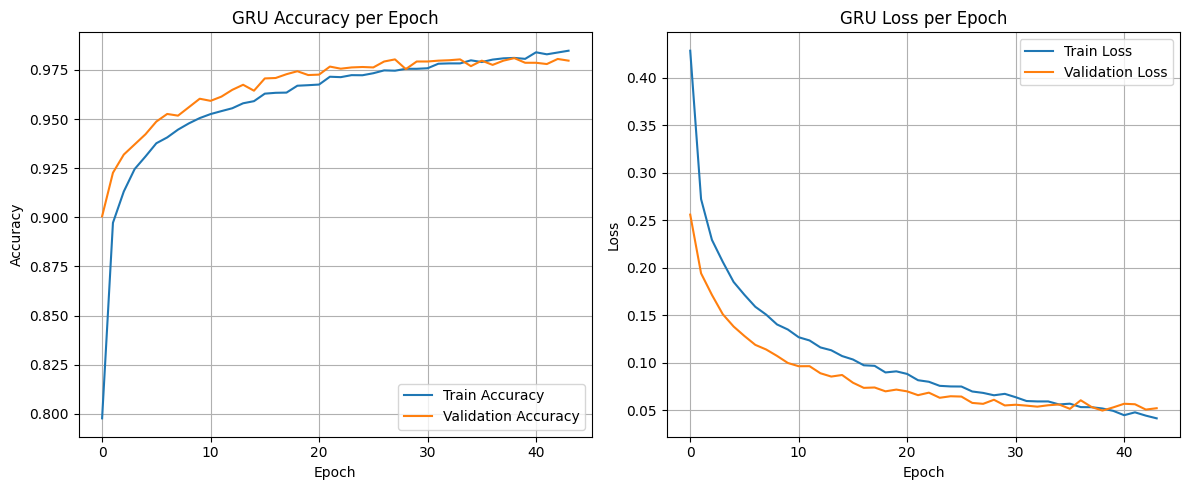 GRU Accuracy per Epoch
Accuracy
0.975
0.950
0.925
0.900
0.875
0.850
0.825
0.800
0
10
20
30
40
Epoch
Train Accuracy
Validation Accuracy
GRU Loss per Epoch
Loss
0.40
0.35
0.30
0.25
0.20
0.15
0.10
0.05
0
10
20
30
40
Epoch
Train Loss
Validation Loss